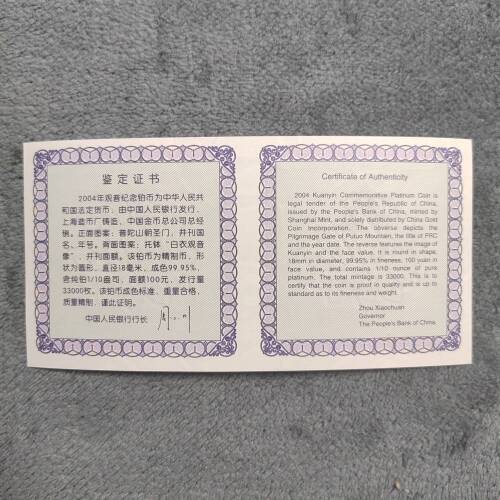 鉴定证书
2004年观音纪念铂币为中华人民共
和国法定货币，由中国人民银行发行，
上海造币厂铸造，中国金币总公司总经
销。正面图案：普陀山朝圣门，并刊国
名、年号。背面图案：托钵“白衣观音
像”，并刊面额。该铂币为精制币，形
状为圆形，直径18毫米，成色99.95%，
含纯铂1/10盎司，面额100元，发行量
33000枚。该铂币成色标准，重量合格，
质量精制，谨此证明。
中国人民银行行长
Certificate of Authenticity
2004 Kuanyin Commemorative Platinum Coin is
legal tender of the People's Republic of China,
issued by the People's Bank of China, minted by
Shanghai Mint, and solely distributed by China Gold
Coin Incorporation. The obverse depicts the
Pilgrimage Gate of Putuo Mountain, the title of PRC
and the year date. The reverse features the image of
Kuanyin and the face value. It is round in shape,
18mm in diameter, 99.95% in fineness, 100 yuan in
face value, and contains 1/10 ounce of pure
platinum. The total mintage is 33000. This is to
certify that the coin is proof in quality and is up to
standard as to its fineness and weight.
Zhou Xiaochuan
Governor
The People's Bank of China